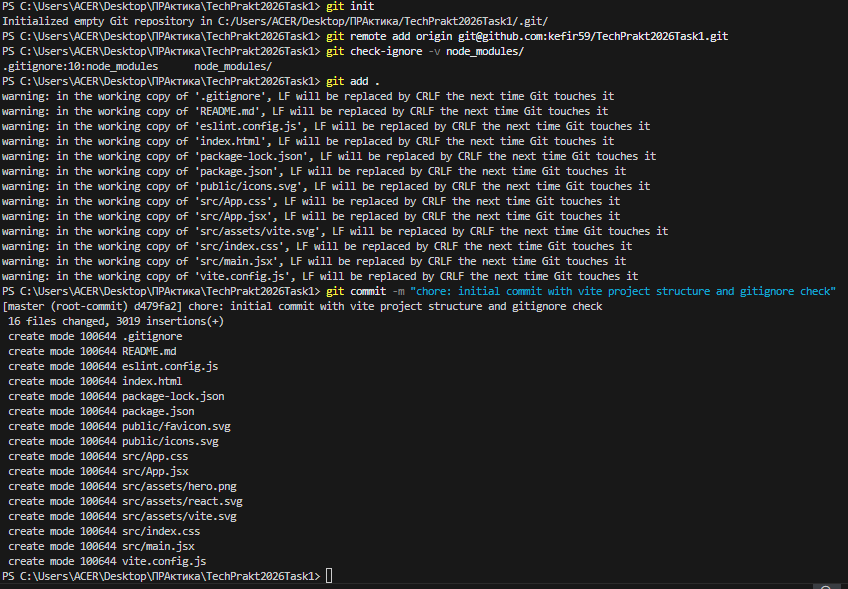 PS C:\Users\ACER\Desktop\ПРАктика\TechPrakt2026Task1> git init
Initialized empty Git repository in C:/Users/ACER/Desktop/ПРАктика/TechPrakt2026Task1/.git/
PS C:\Users\ACER\Desktop\ПРАктика\TechPrakt2026Task1> git remote add origin git@github.com:kefir59/TechPrakt2026Task1.git
PS C:\Users\ACER\Desktop\ПРАктика\TechPrakt2026Task1> git check-ignore -v node_modules/
.gitignore:10:node_modules      node_modules/
PS C:\Users\ACER\Desktop\ПРАктика\TechPrakt2026Task1> git add .
warning: in the working copy of '.gitignore', LF will be replaced by CRLF the next time Git touches it
warning: in the working copy of 'README.md', LF will be replaced by CRLF the next time Git touches it
warning: in the working copy of 'eslint.config.js', LF will be replaced by CRLF the next time Git touches it
warning: in the working copy of 'index.html', LF will be replaced by CRLF the next time Git touches it
warning: in the working copy of 'package-lock.json', LF will be replaced by CRLF the next time Git touches it
warning: in the working copy of 'package.json', LF will be replaced by CRLF the next time Git touches it
warning: in the working copy of 'public/icons.svg', LF will be replaced by CRLF the next time Git touches it
warning: in the working copy of 'src/App.css', LF will be replaced by CRLF the next time Git touches it
warning: in the working copy of 'src/App.jsx', LF will be replaced by CRLF the next time Git touches it
warning: in the working copy of 'src/assets/vite.svg', LF will be replaced by CRLF the next time Git touches it
warning: in the working copy of 'src/index.css', LF will be replaced by CRLF the next time Git touches it
warning: in the working copy of 'src/main.jsx', LF will be replaced by CRLF the next time Git touches it
warning: in the working copy of 'vite.config.js', LF will be replaced by CRLF the next time Git touches it
PS C:\Users\ACER\Desktop\ПРАктика\TechPrakt2026Task1> git commit -m "chore: initial commit with vite project structure and gitignore check"
[master (root-commit) d479fa2] chore: initial commit with vite project structure and gitignore check
 16 files changed, 3019 insertions(+)
 create mode 100644 .gitignore
 create mode 100644 README.md
 create mode 100644 eslint.config.js
 create mode 100644 index.html
 create mode 100644 package-lock.json
 create mode 100644 package.json
 create mode 100644 public/favicon.svg
 create mode 100644 public/icons.svg
 create mode 100644 src/App.css
 create mode 100644 src/App.jsx
 create mode 100644 src/assets/hero.png
 create mode 100644 src/assets/react.svg
 create mode 100644 src/assets/vite.svg
 create mode 100644 src/index.css
 create mode 100644 src/main.jsx
 create mode 100644 vite.config.js
PS C:\Users\ACER\Desktop\ПРАктика\TechPrakt2026Task1>